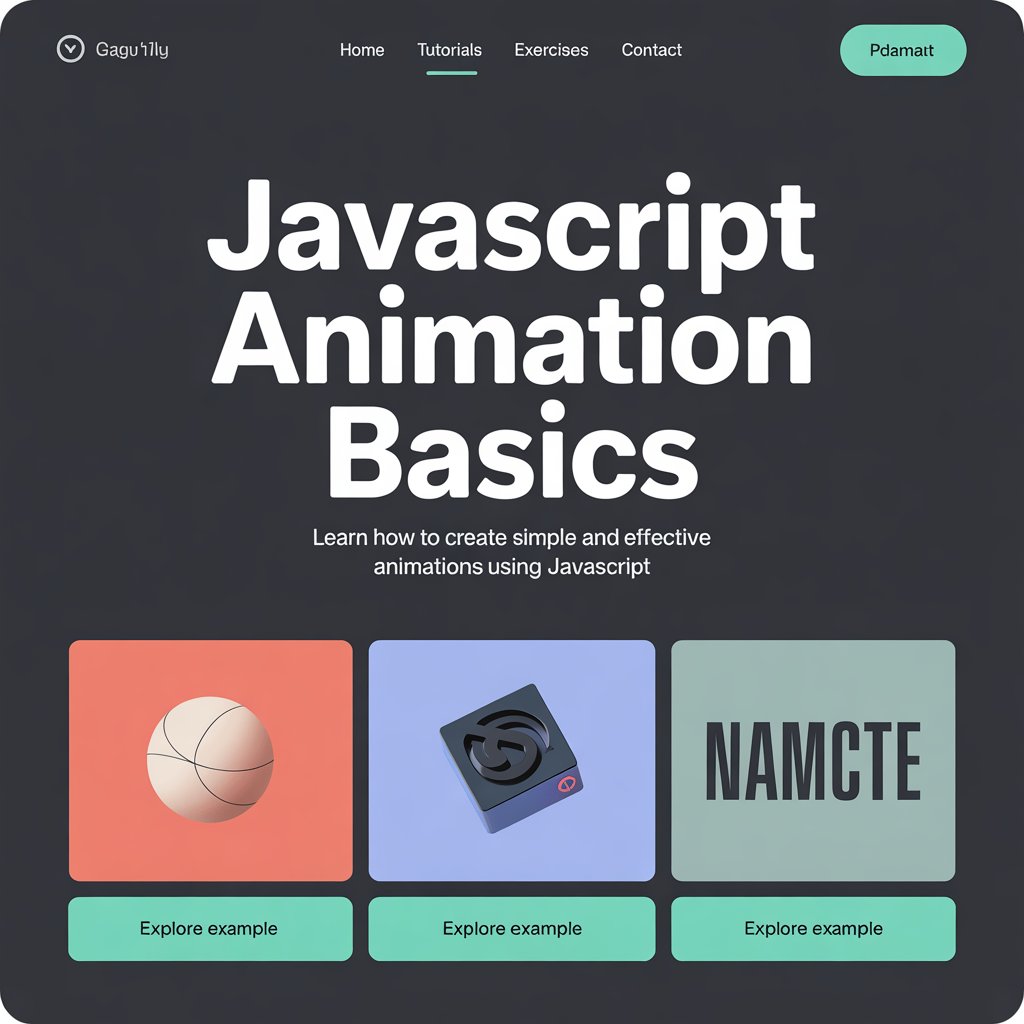 Home Tutorials Exercises Contact
Javascript
Animation
Basics
Learn how to create simple and effective
animations using Javascript
NAMCTE
Explore example Explore example Explore example